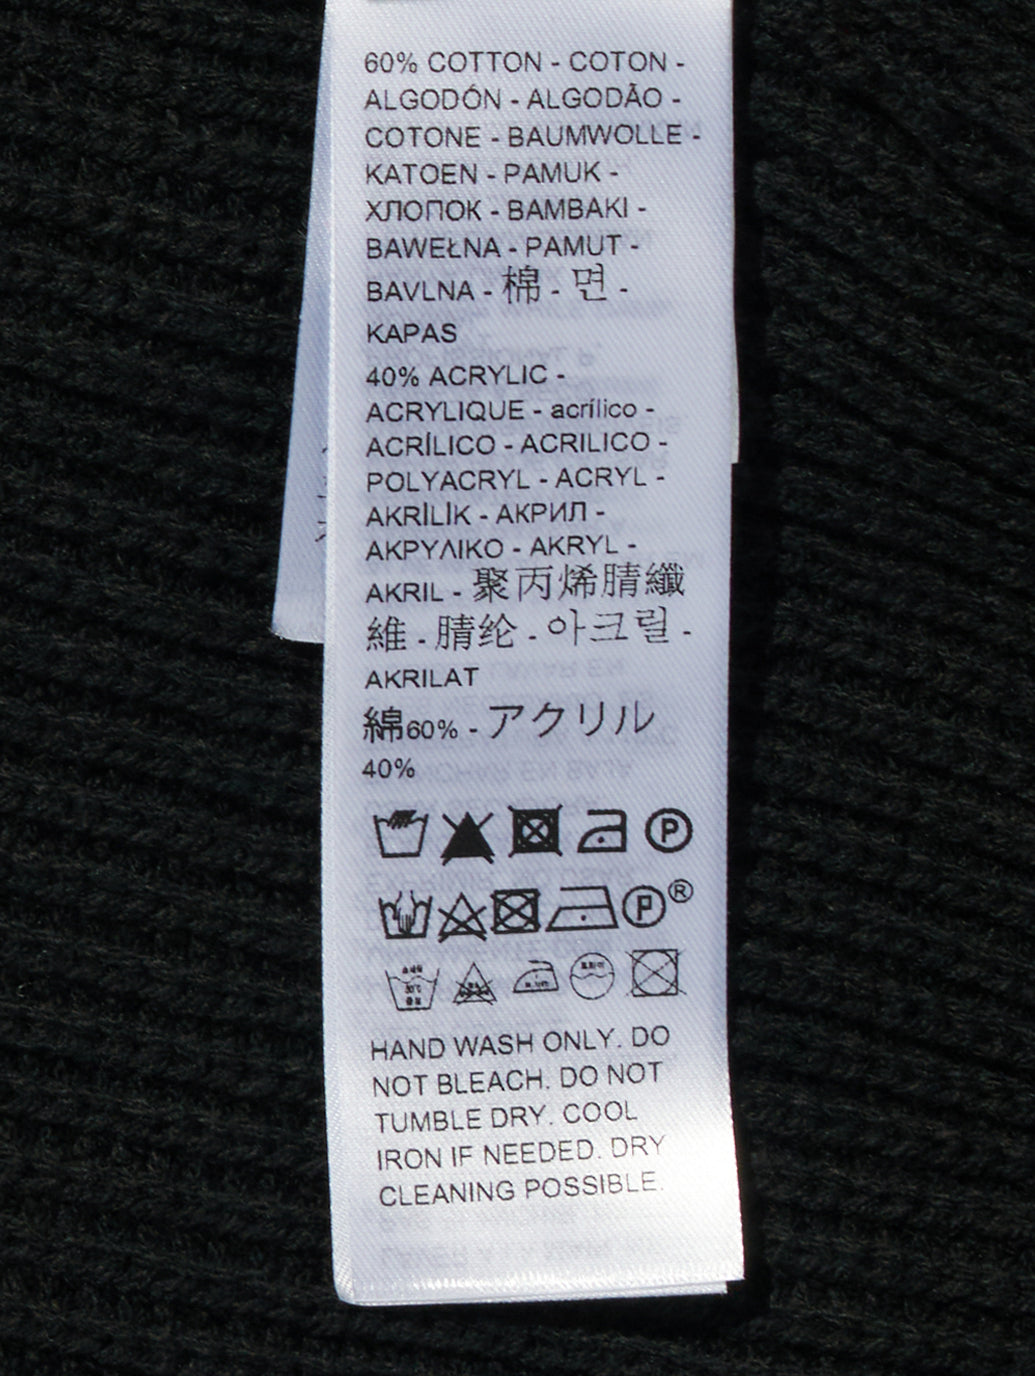 60% COTTON - COTON -
ALGODÓN - ALGODÃO -
COTONE - BAUMWOLLE -
KATOEN - PAMUK -
ХЛОПОК - BAMBAKI -
BAWEŁNA - PAMUT -
BAVLNA - 棉 - 면 -
KAPAS
40% ACRYLIC -
ACRYLIQUE - acrílico -
ACRÍLICO - ACRILICO -
POLYACRYL - ACRYL -
AKRİLİK - АКРИЛ -
ΑΚΡΥΛΙΚΟ - AKRYL -
AKRIL - 聚丙烯腈纖
維 - 腈纶 - 아크릴 -
AKRILAT
綿60% - アクリル
40%
P
P ®
HAND WASH ONLY. DO
NOT BLEACH. DO NOT
TUMBLE DRY. COOL
IRON IF NEEDED. DRY
CLEANING POSSIBLE.